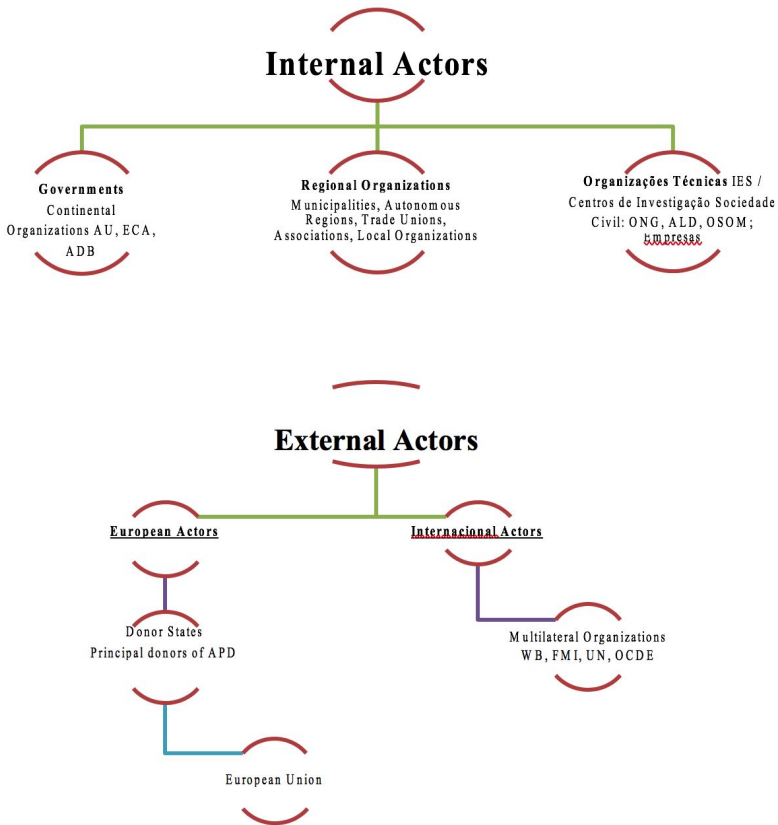 Internal Actors
Governments
Continental
Organizations AU, ECA,
ADB
Regional Organizations
Municipalities, Autonomous
Regions, Trade Unions,
Associations, Local Organizations
Organizações Técnicas IES /
Centros de Investigação Sociedade
Civil: ONG, ALD, OSOM;
Empresas
External Actors
European Actors
Internacional Actors
Donor States
Principal donors of APD
Multilateral Organizations
WB, FMI, UN, OCDE
European Union